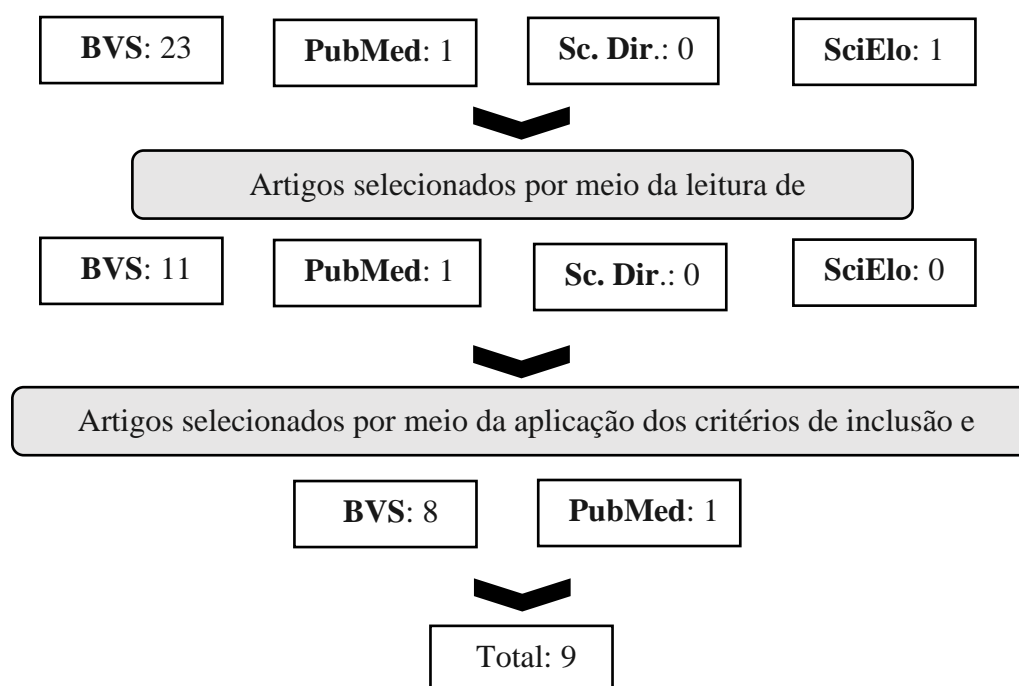 BVS: 23 PubMed: 1 Sc. Dir.: 0 SciElo: 1
Artigos selecionados por meio da leitura de
BVS: 11 PubMed: 1 Sc. Dir.: 0 SciElo: 0
Artigos selecionados por meio da aplicação dos critérios de inclusão e
BVS: 8 PubMed: 1
Total: 9